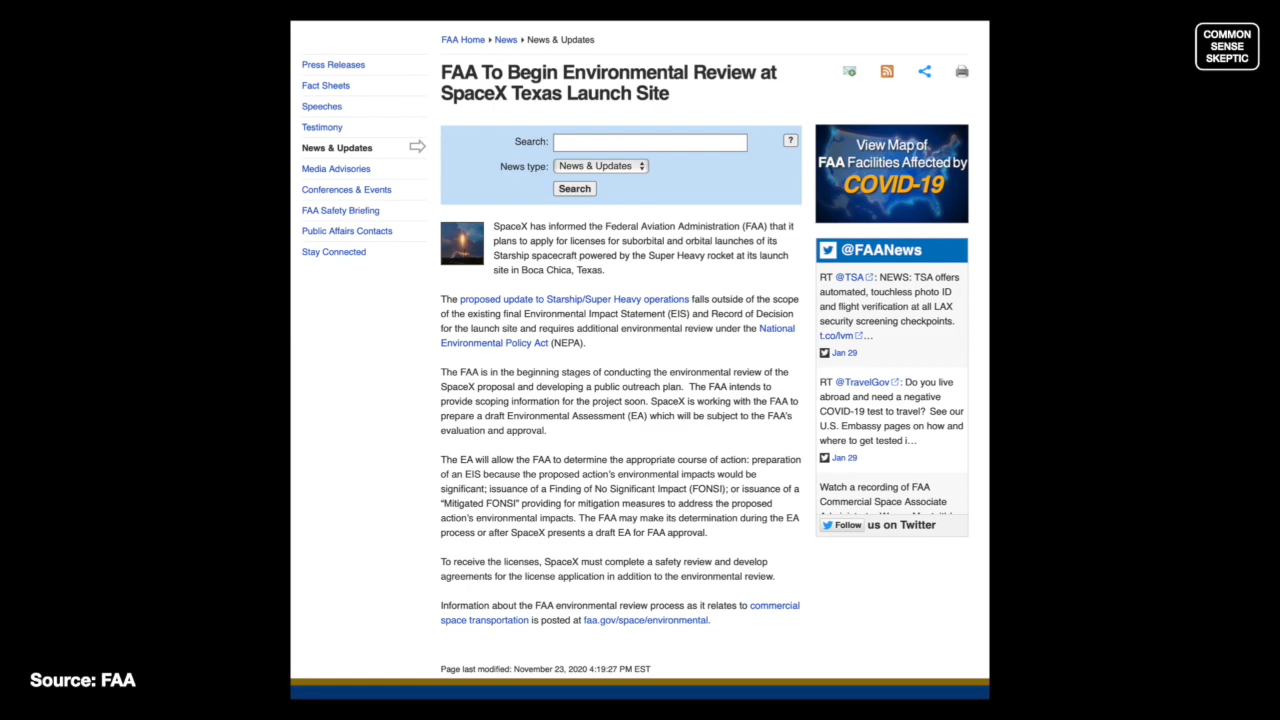 COMMON
SENSE
SKEPTIC
FAA Home ▸ News ▸ News & Updates
Press Releases
Fact Sheets
Speeches
Testimony
News & Updates
Media Advisories
Conferences & Events
FAA Safety Briefing
Public Affairs Contacts
Stay Connected
FAA To Begin Environmental Review at
SpaceX Texas Launch Site
Search:
?
News type: News & Updates
Search
SpaceX has informed the Federal Aviation Administration (FAA) that it
plans to apply for licenses for suborbital and orbital launches of its
Starship spacecraft powered by the Super Heavy rocket at its launch
site in Boca Chica, Texas.
The proposed update to Starship/Super Heavy operations falls outside of the scope
of the existing final Environmental Impact Statement (EIS) and Record of Decision
for the launch site and requires additional environmental review under the National
Environmental Policy Act (NEPA).
The FAA is in the beginning stages of conducting the environmental review of the
SpaceX proposal and developing a public outreach plan. The FAA intends to
provide scoping information for the project soon. SpaceX is working with the FAA to
prepare a draft Environmental Assessment (EA) which will be subject to the FAA's
evaluation and approval.
The EA will allow the FAA to determine the appropriate course of action: preparation
of an EIS because the proposed action's environmental impacts would be
significant; issuance of a Finding of No Significant Impact (FONSI); or issuance of a
“Mitigated FONSI” providing for mitigation measures to address the proposed
action's environmental impacts. The FAA may make its determination during the EA
process or after SpaceX presents a draft EA for FAA approval.
To receive the licenses, SpaceX must complete a safety review and develop
agreements for the license application in addition to the environmental review.
Information about the FAA environmental review process as it relates to commercial
space transportation is posted at faa.gov/space/environmental.
Page last modified: November 23, 2020 4:19:27 PM EST
View Map of
FAA Facilities Affected by
COVID-19
@FAANews
RT @TSA: NEWS: TSA offers
automated, touchless photo ID
and flight verification at all LAX
security screening checkpoints.
t.co/lvm…
Jan 29
RT @TravelGov: Do you live
abroad and need a negative
COVID-19 test to travel? See our
U.S. Embassy pages on how and
where to get tested i…
Jan 29
Watch a recording of FAA
Commercial Space Associate
Follow us on Twitter
Source: FAA